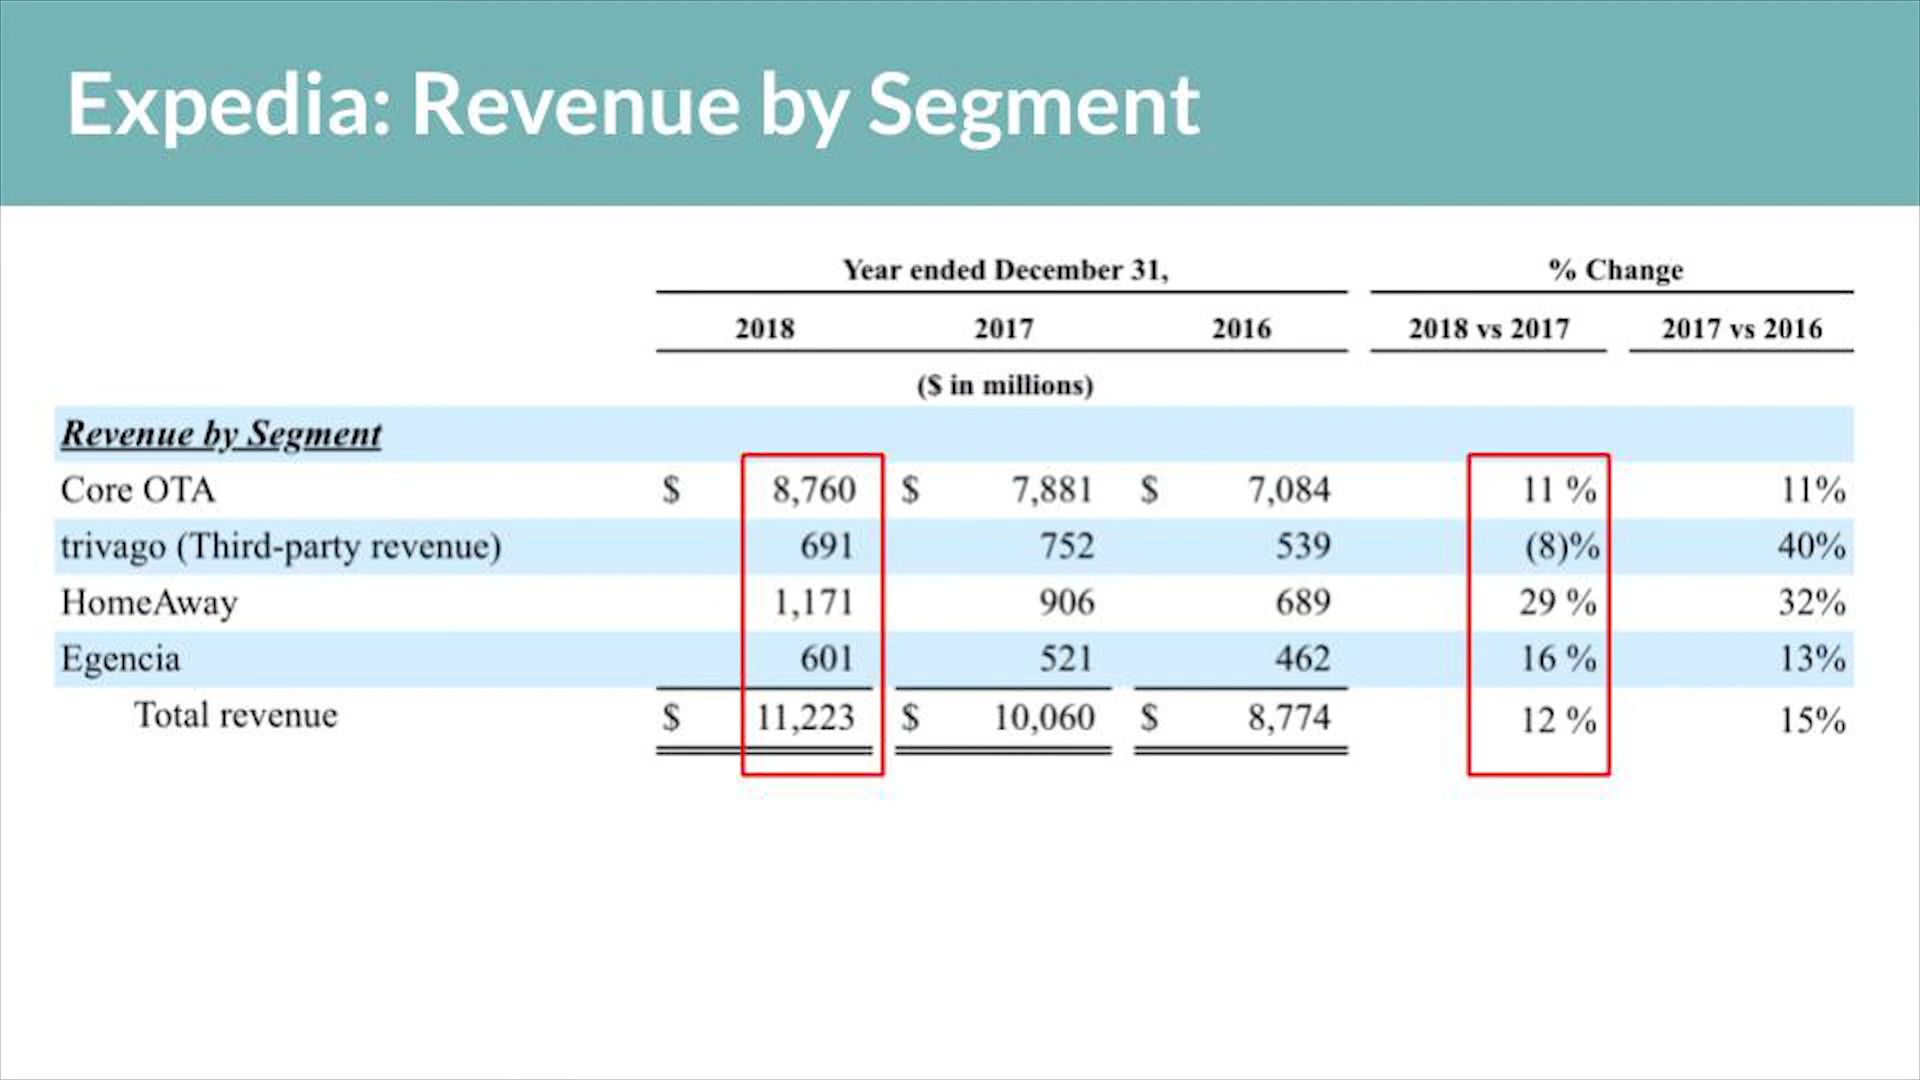 Expedia: Revenue by Segment
Year ended December 31, % Change
2018 2017 2016 2018 vs 2017 2017 vs 2016
($ in millions)
Revenue by Segment
Core OTA $ 8,760 $ 7,881 $ 7,084 11 % 11%
trivago (Third-party revenue) 691 752 539 (8)% 40%
HomeAway 1,171 906 689 29 % 32%
Egencia 601 521 462 16 % 13%
Total revenue $ 11,223 $ 10,060 $ 8,774 12 % 15%